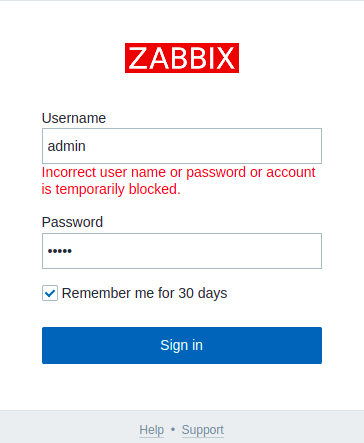 ZABBIX
Username
admin
Incorrect user name or password or account
is temporarily blocked.
Password
•••••
Remember me for 30 days
Sign in
Help • Support